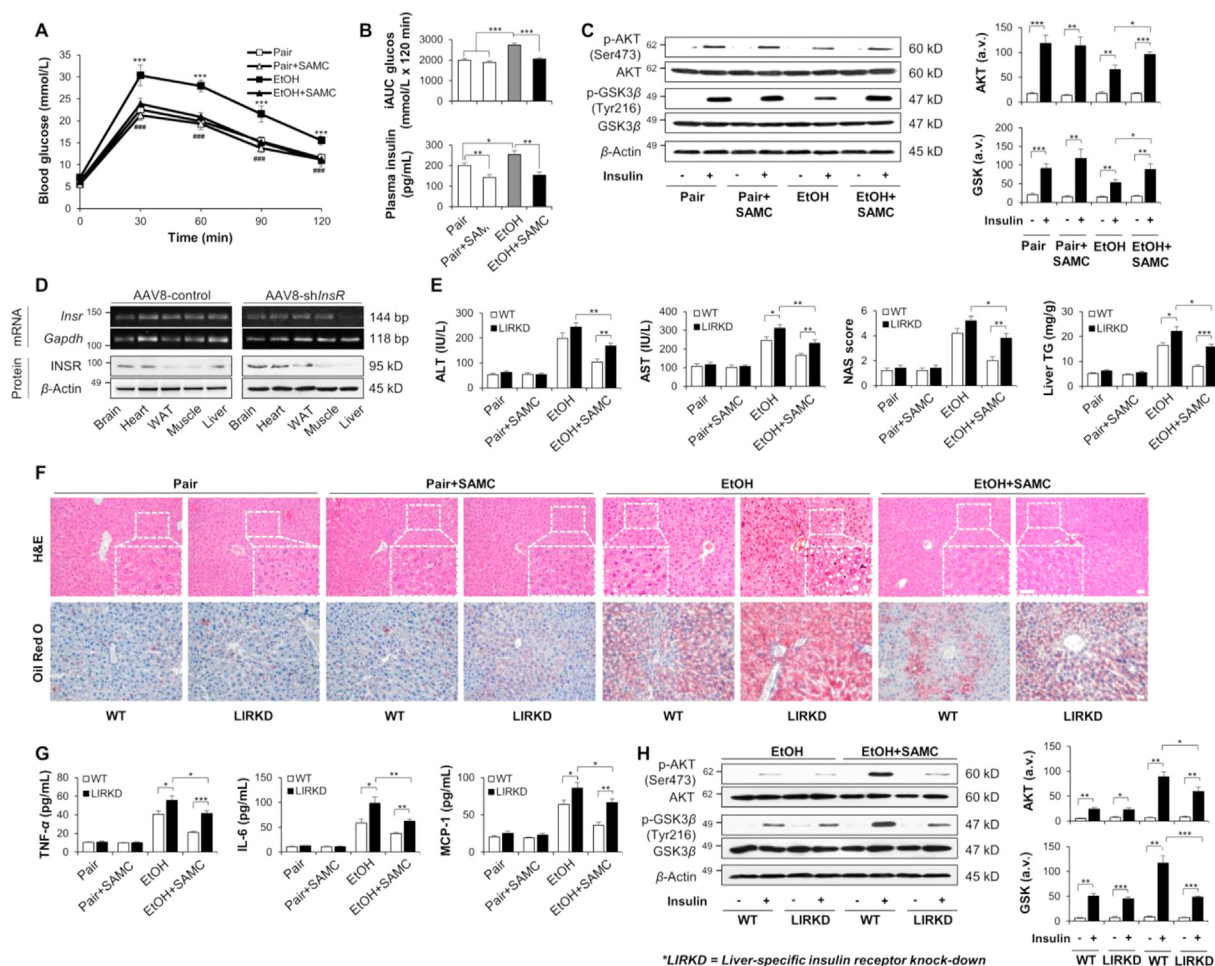 A
Blood glucose (mmol/L)
35
30
25
20
15
10
5
0
0 30 60 90 120
Time (min)
Pair
Pair+SAMC
EtOH
EtOH+SAMC
*** *** *** ***
### ### ### ###
B
iAUC glucos
(mmol/L x 120 min)
3000
2000
1000
0
*** ***
Plasma insulin
(pg/mL)
400
300
200
100
0
* ** **
Pair
EtOH
EtOH+SAMC
C
p-AKT
(Ser473)
62
60 kD
AKT
60 kD
p-GSK3β
(Tyr216)
49
47 kD
GSK3β
47 kD
β-Actin
45 kD
Insulin - + - + - + - +
Pair Pair+
SAMC EtOH EtOH+
SAMC
AKT (a.v.)
150
100
50
0
*** ** ** *** *
GSK (a.v.)
150
100
50
0
*** ** ** ** *
Insulin - + - + - + - +
Pair Pair+
SAMC EtOH EtOH+
SAMC
D
AAV8-control AAV8-shInsR
mRNA
Insr
150
144 bp
Gapdh
100
118 bp
Protein
INSR
98
95 kD
β-Actin
49
45 kD
Brain Heart WAT Muscle Liver Brain Heart WAT Muscle Liver
E
ALT (IU/L)
400
300
200
100
0
WT
LIRKD
** **
Pair Pair+SAMC EtOH EtOH+SAMC
AST (IU/L)
500
400
300
200
100
0
WT
LIRKD
* ** **
Pair Pair+SAMC EtOH EtOH+SAMC
NAS score
8
6
4
2
0
WT
LIRKD
* **
Pair Pair+SAMC EtOH EtOH+SAMC
Liver TG (mg/g)
40
30
20
10
0
WT
LIRKD
* * ***
Pair Pair+SAMC EtOH EtOH+SAMC
F
Pair Pair+SAMC EtOH EtOH+SAMC
H&E
Oil Red O
WT LIRKD WT LIRKD WT LIRKD WT LIRKD
G
TNF-α (pg/mL)
80
60
40
20
0
WT
LIRKD
* * ***
Pair Pair+SAMC EtOH EtOH+SAMC
IL-6 (pg/mL)
150
100
50
0
WT
LIRKD
* ** **
Pair Pair+SAMC EtOH EtOH+SAMC
MCP-1 (pg/mL)
100
50
0
WT
LIRKD
* * **
Pair Pair+SAMC EtOH EtOH+SAMC
H
EtOH EtOH+SAMC
p-AKT
(Ser473)
62
60 kD
AKT
60 kD
p-GSK3β
(Tyr216)
49
47 kD
GSK3β
47 kD
β-Actin
49
45 kD
Insulin - + - + - + - +
WT LIRKD WT LIRKD
AKT (a.v.)
150
100
50
0
** * ** ** *
GSK (a.v.)
150
100
50
0
** *** ** *** ***
Insulin - + - + - + - +
WT LIRKD WT LIRKD
*LIRKD = Liver-specific insulin receptor knock-down